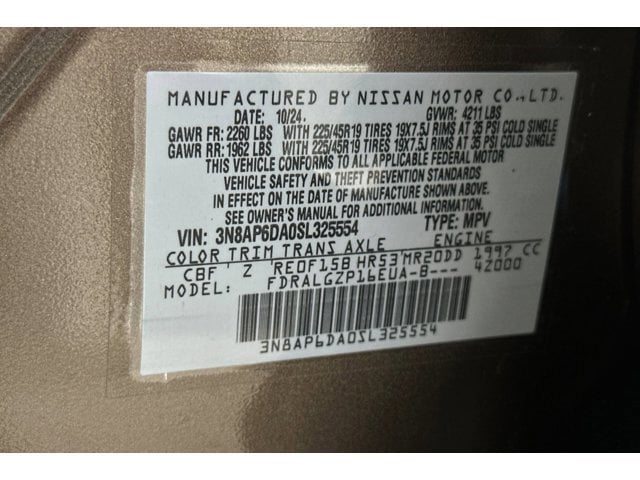 MANUFACTURED BY NISSAN MOTOR CO.,LTD.
DATE: 10/24. GVWR: 4211 LBS
GAWR FR: 2260 LBS WITH 225/45R19 TIRES 19X7.5J RIMS AT 35 PSI COLD SINGLE
GAWR RR: 1962 LBS WITH 225/45R19 TIRES 19X7.5J RIMS AT 35 PSI COLD SINGLE
THIS VEHICLE CONFORMS TO ALL APPLICABLE FEDERAL MOTOR
VEHICLE SAFETY AND THEFT PREVENTION STANDARDS
IN EFFECT ON THE DATE OF MANUFACTURE SHOWN ABOVE.
SEE OWNER'S MANUAL FOR ADDITIONAL INFORMATION.
VIN: 3N8AP6DA0SL325554 TYPE: MPV
COLOR TRIM TRANS AXLE ENGINE
CBF Z RE0F15B HR53 MR20DD 1997 CC
MODEL: FDRALGZP16EUA-B--- 4Z000
3N8AP6DA0SL325554